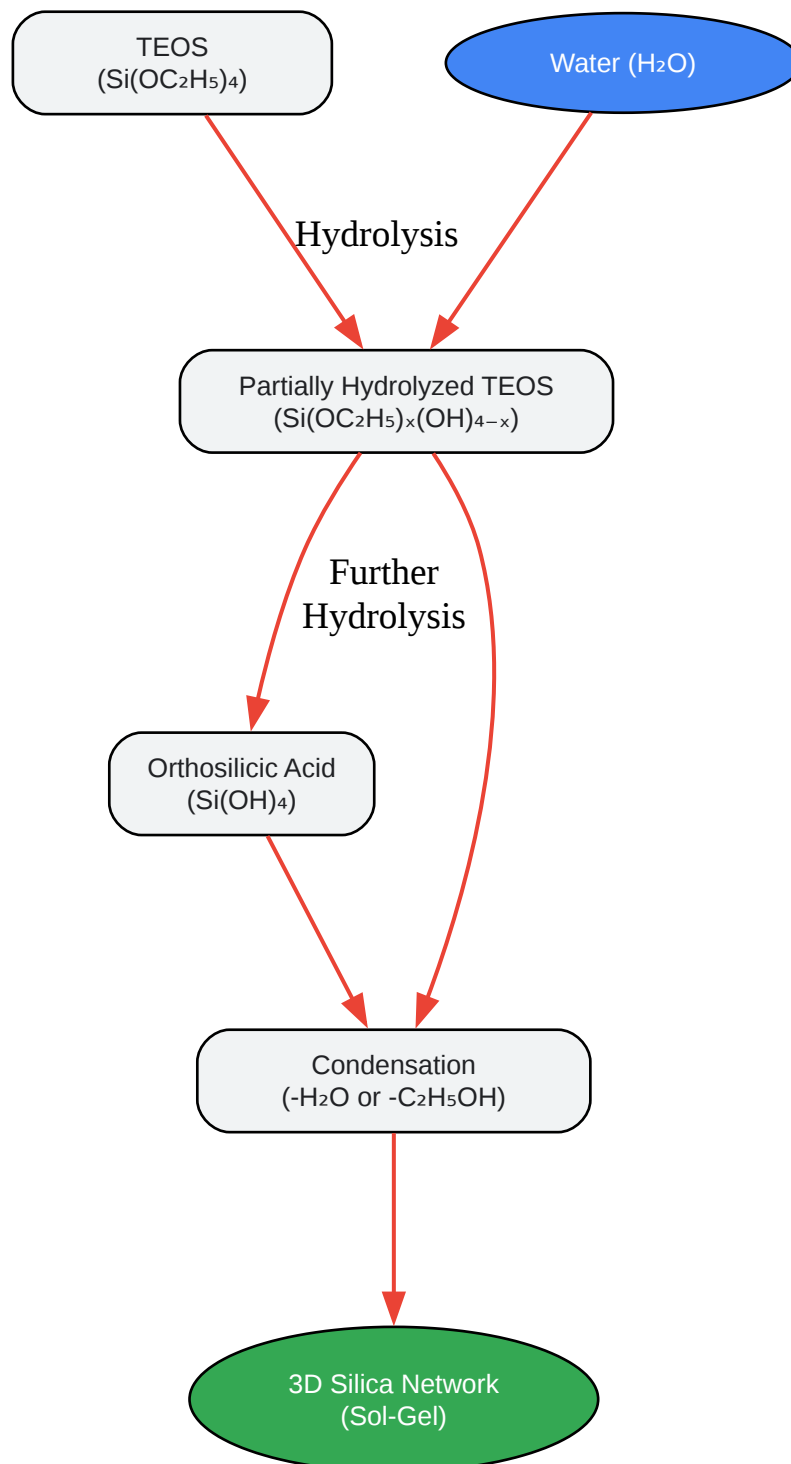 TEOS
(Si(OC₂H₅)₄)
Water (H₂O)
Hydrolysis
Partially Hydrolyzed TEOS
(Si(OC₂H₅)ₓ(OH)₄₋ₓ)
Further
Hydrolysis
Orthosilicic Acid
(Si(OH)₄)
Condensation
(-H₂O or -C₂H₅OH)
3D Silica Network
(Sol-Gel)